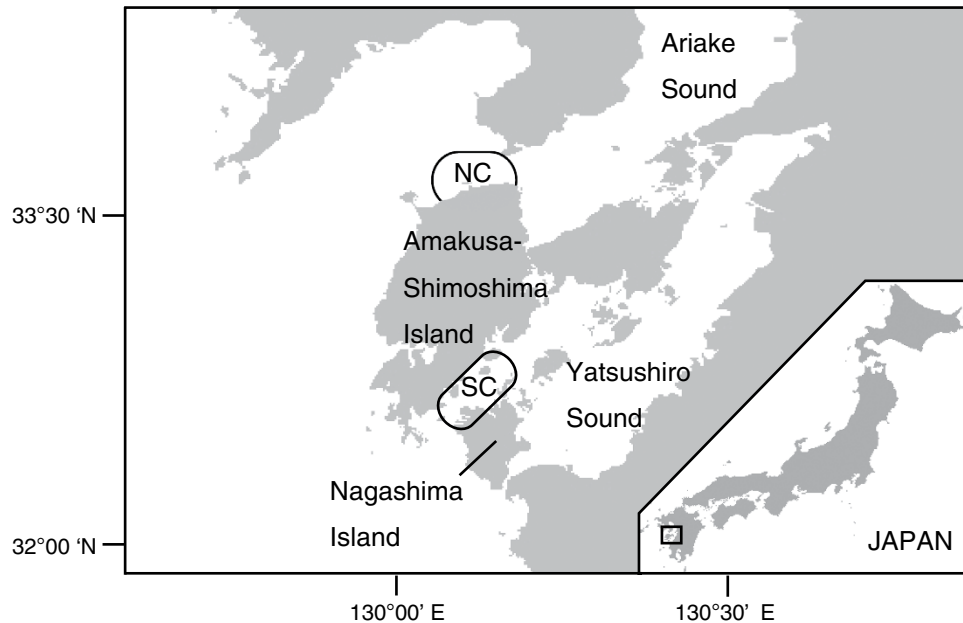 Ariake
Sound
NC
33°30 ‘N
Amakusa-
Shimoshima
Island
SC
Yatsushiro
Sound
Nagashima
Island
32°00 ‘N
JAPAN
130°00’ E
130°30’ E